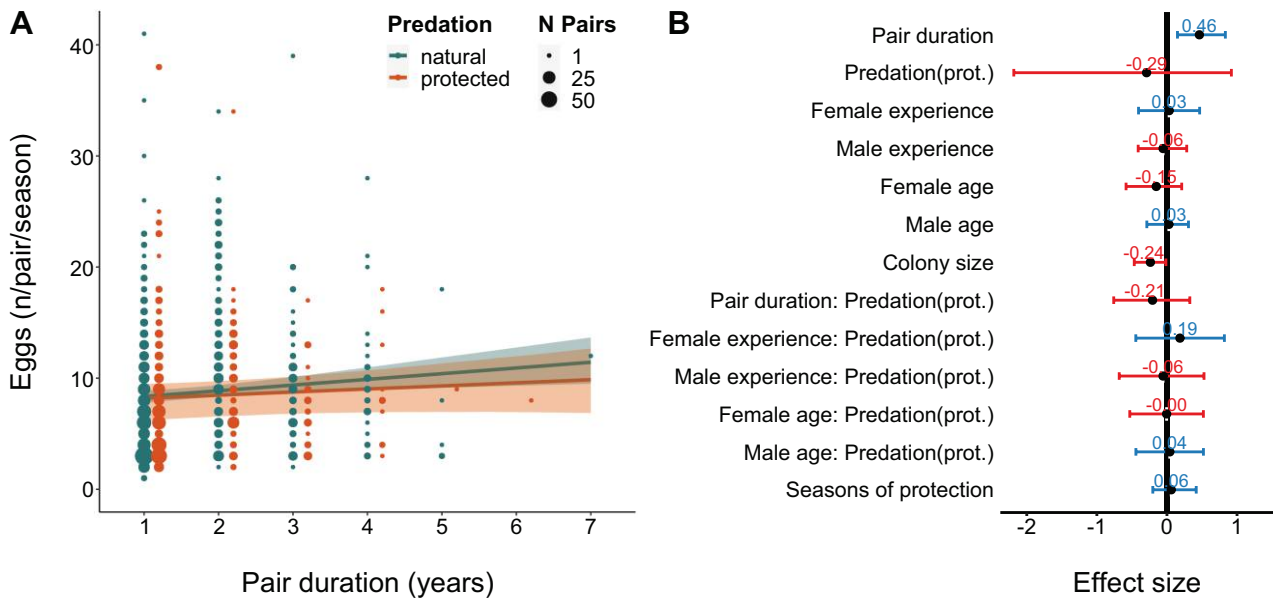 A
Predation
natural
protected
N Pairs
1
25
50
Eggs (n/pair/season)
40
30
20
10
0
1 2 3 4 5 6 7
Pair duration (years)
B
Pair duration 0.46
Predation(prot.) -0.29
Female experience 0.03
Male experience -0.06
Female age -0.15
Male age 0.03
Colony size -0.24
Pair duration: Predation(prot.) -0.21
Female experience: Predation(prot.) 0.19
Male experience: Predation(prot.) -0.06
Female age: Predation(prot.) -0.00
Male age: Predation(prot.) 0.04
Seasons of protection 0.06
-2 -1 0 1
Effect size